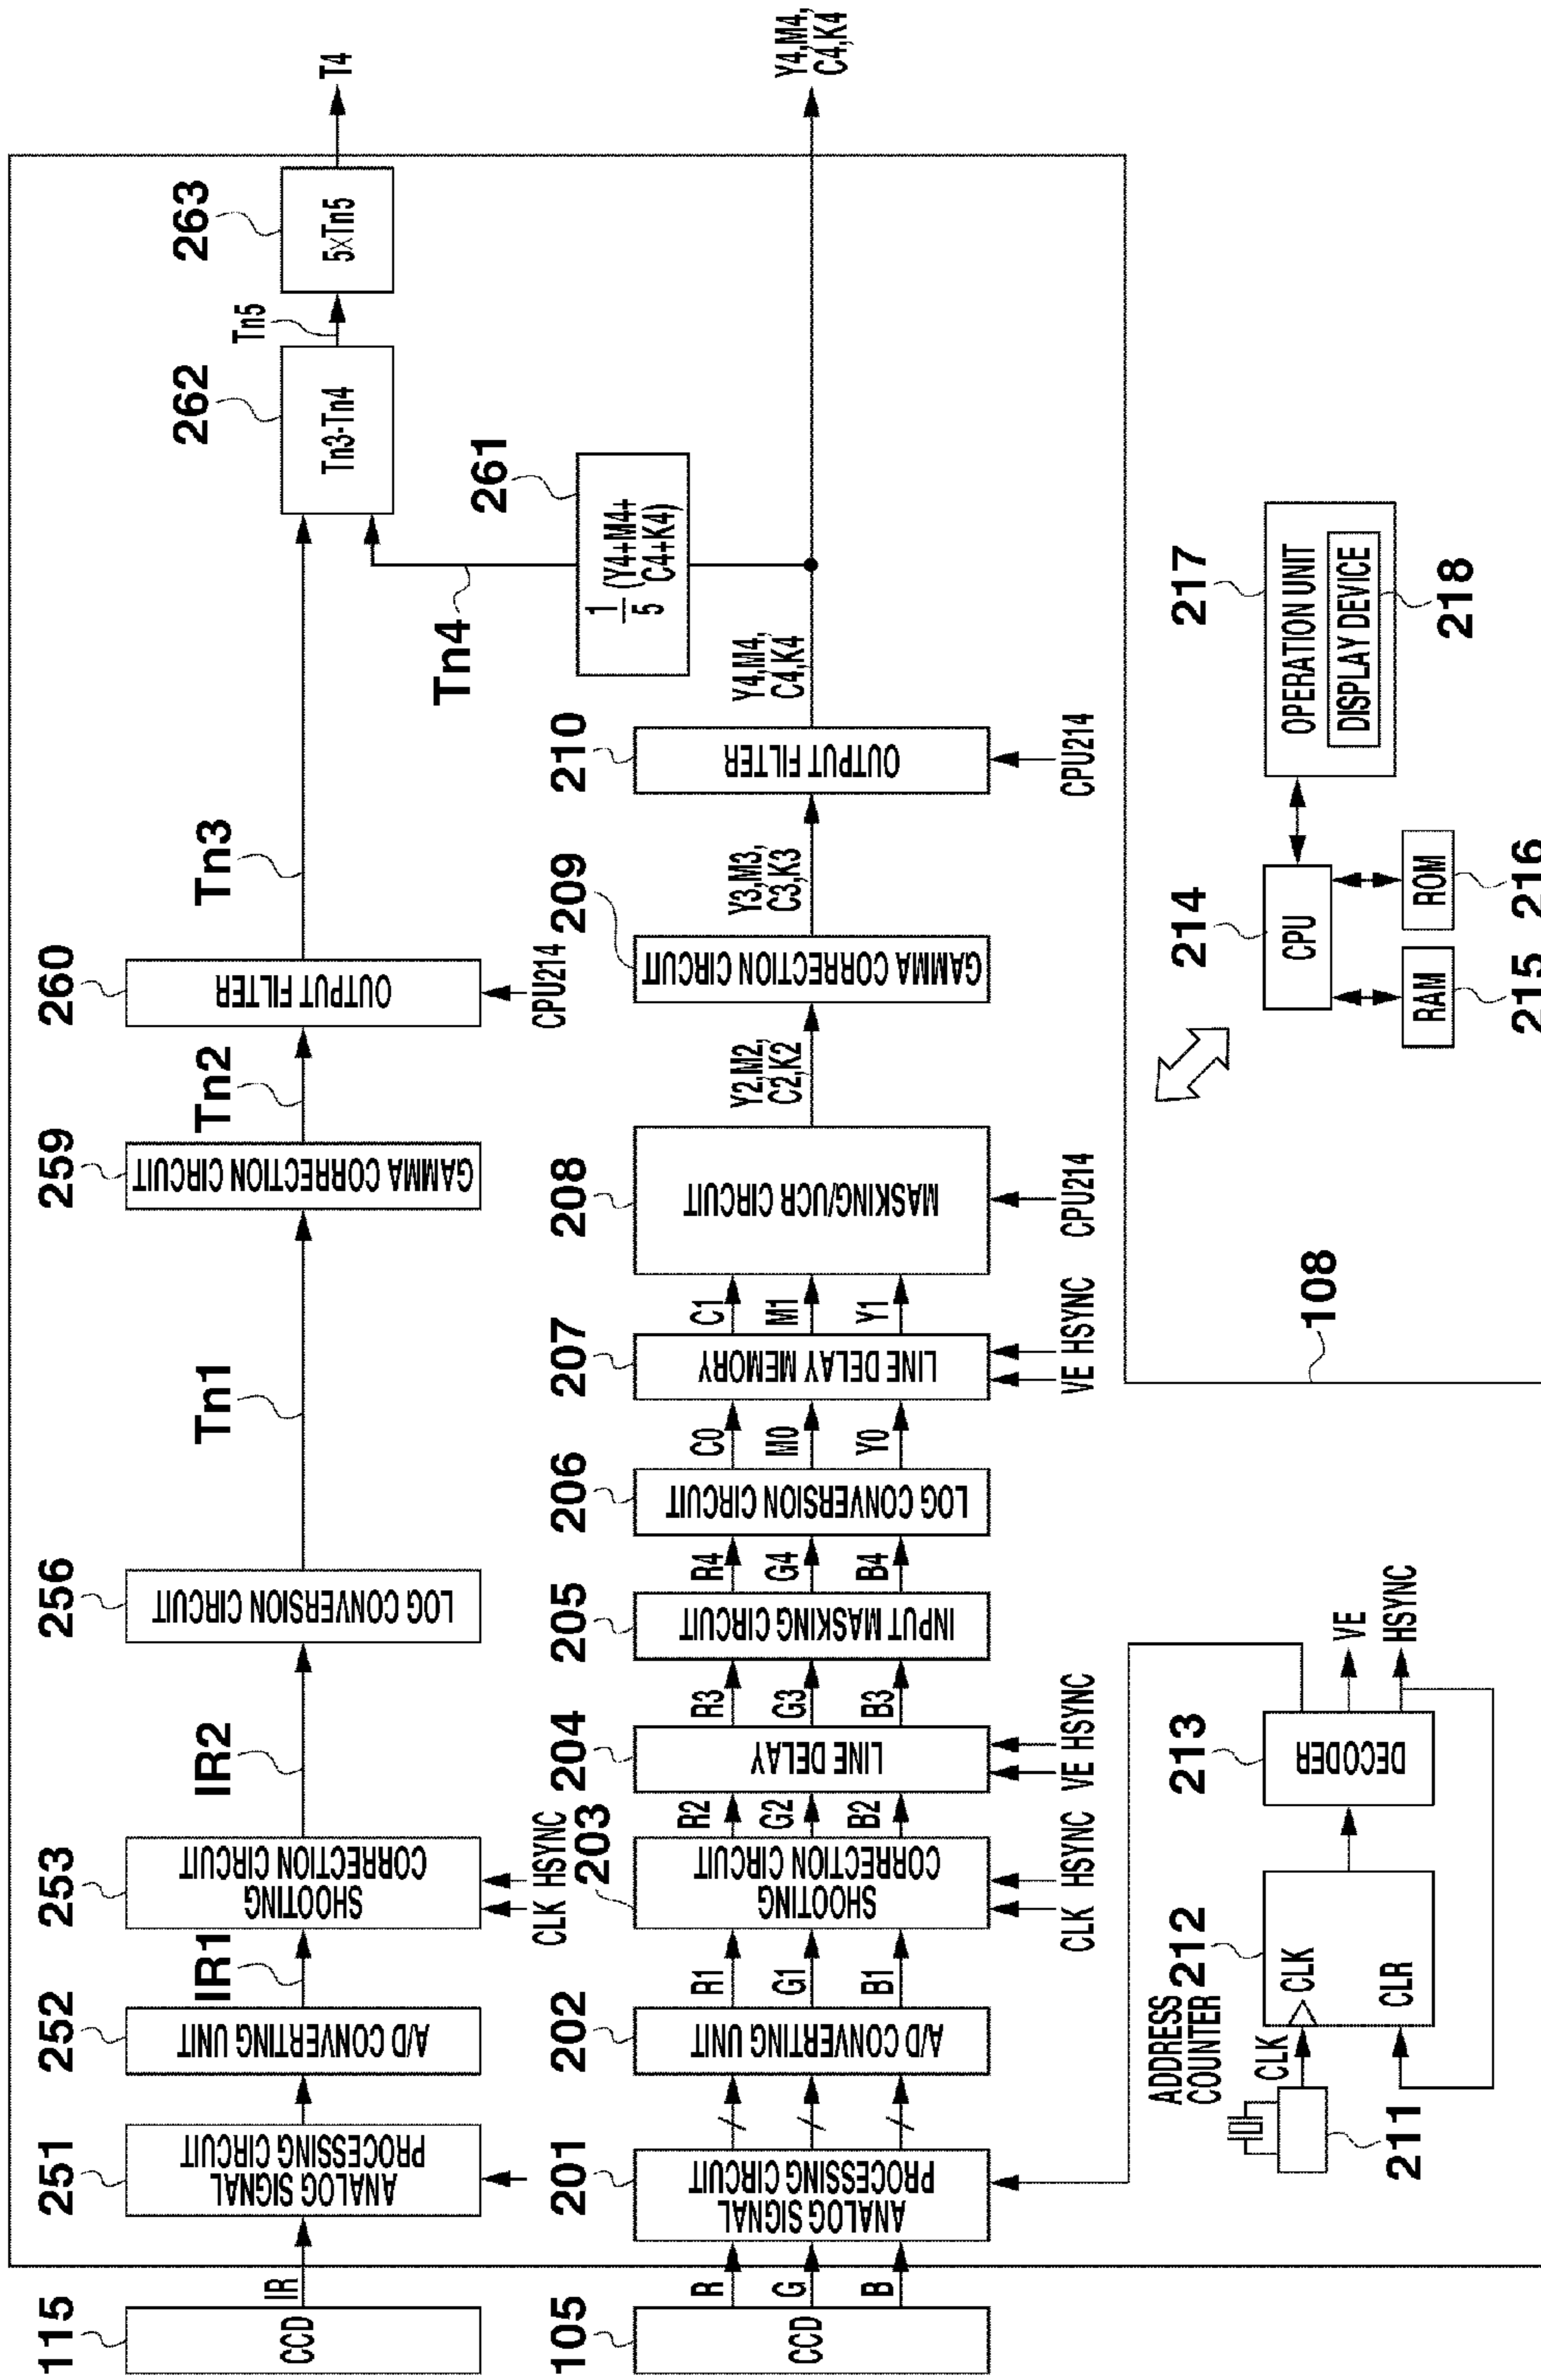 115
CCD
IR
251
ANALOG SIGNAL
PROCESSING CIRCUIT
252
A/D CONVERTING UNIT
IR1
253
SHOOTING
CORRECTION CIRCUIT
CLK HSYNC
IR2
256
LOG CONVERSION CIRCUIT
Tn1
259
GAMMA CORRECTION CIRCUIT
Tn2
260
OUTPUT FILTER
CPU214
Tn3
262
Tn3-Tn4
Tn5
263
5×Tn5
T4
Tn4
261
1/5 (Y4+M4+
C4+K4)
105
CCD
R
G
B
201
ANALOG SIGNAL
PROCESSING CIRCUIT
202
A/D CONVERTING UNIT
R1
G1
B1
203
SHOOTING
CORRECTION CIRCUIT
CLK HSYNC
R2
G2
B2
204
LINE DELAY
VE HSYNC
R3
G3
B3
205
INPUT MASKING CIRCUIT
R4
G4
B4
206
LOG CONVERSION CIRCUIT
C0
M0
Y0
207
LINE DELAY MEMORY
VE HSYNC
C1
M1
Y1
208
MASKING/UCR CIRCUIT
CPU214
Y2,M2,
C2,K2
209
GAMMA CORRECTION CIRCUIT
Y3,M3,
C3,K3
210
OUTPUT FILTER
CPU214
Y4,M4,
C4,K4
Y4,M4,
C4,K4
211
CLK
ADDRESS
COUNTER
212
CLK
CLR
213
DECODER
VE
HSYNC
108
214
CPU
RAM
215
ROM
216
217
OPERATION UNIT
DISPLAY DEVICE
218